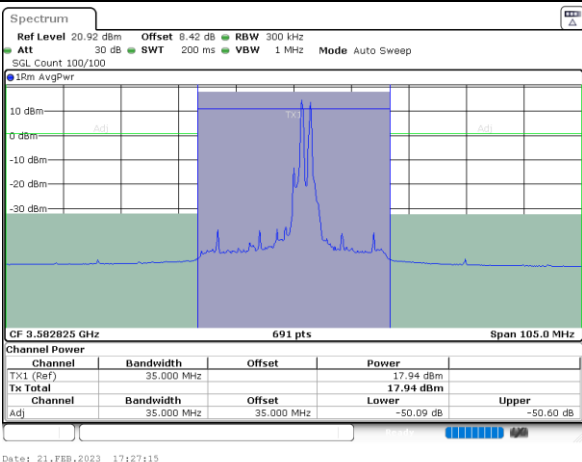 Spectrum
Ref Level 20.92 dBm Offset 8.42 dB RBW 300 kHz
Att 30 dB SWT 200 ms VBW 1 MHz Mode Auto Sweep
SGL Count 100/100
1Rm AvgPwr
10 dBm
TX1
Adj Adj
0 dBm
-10 dBm
-20 dBm
-30 dBm
CF 3.582825 GHz 691 pts Span 105.0 MHz
Channel Power
Channel Bandwidth Offset Power
TX1 (Ref) 35.000 MHz 17.94 dBm
Tx Total 17.94 dBm
Channel Bandwidth Offset Lower Upper
Adj 35.000 MHz 35.000 MHz -50.09 dB -50.60 dB
Ready
Date: 21.FEB.2023 17:27:15